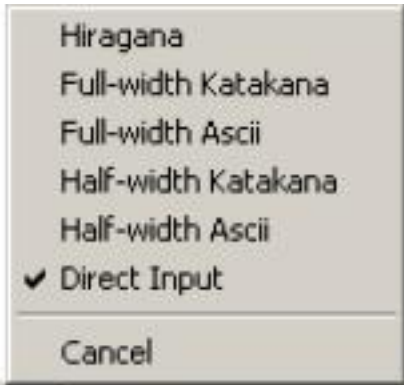 Hiragana
Full-width Katakana
Full-width Ascii
Half-width Katakana
Half-width Ascii
Direct Input
Cancel